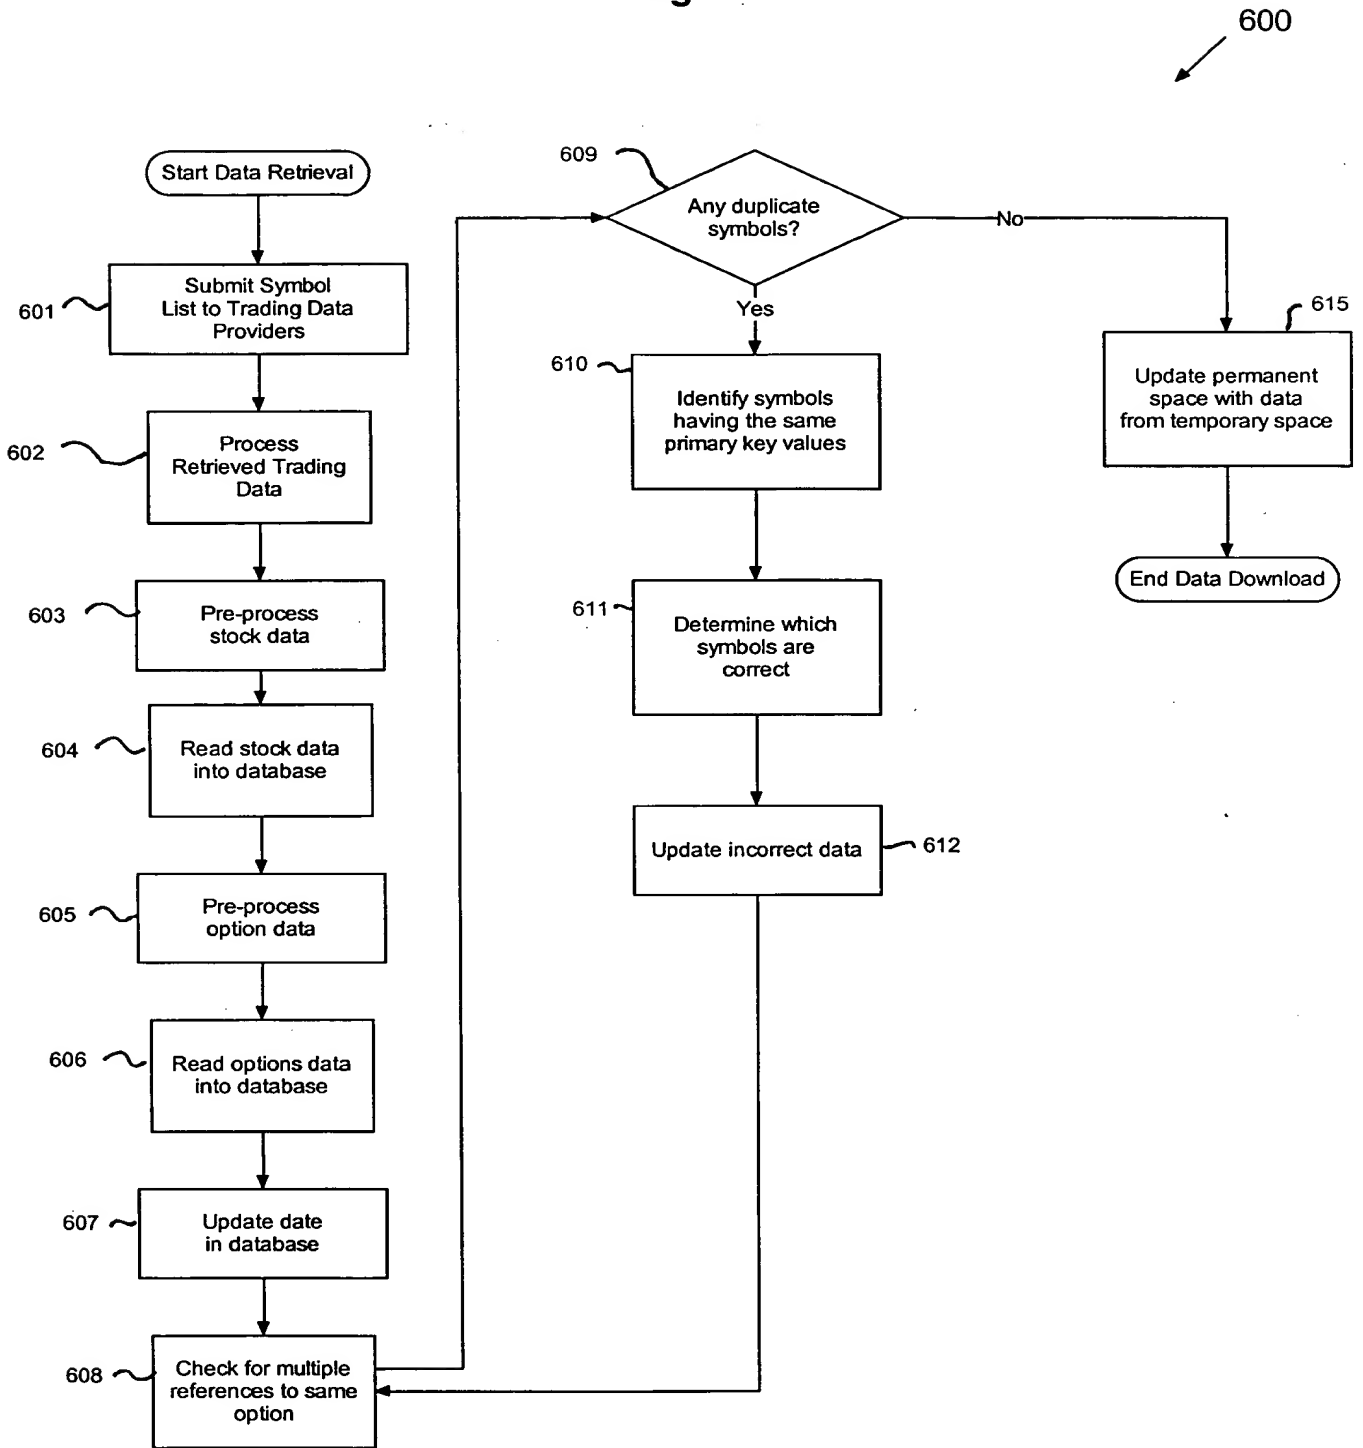 600
Start Data Retrieval
601
Submit Symbol
List to Trading Data
Providers
602
Process
Retrieved Trading
Data
603
Pre-process
stock data
604
Read stock data
into database
605
Pre-process
option data
606
Read options data
into database
607
Update date
in database
608
Check for multiple
references to same
option
609
Any duplicate
symbols?
No
Yes
610
Identify symbols
having the same
primary key values
611
Determine which
symbols are
correct
Update incorrect data
612
615
Update permanent
space with data
from temporary space
End Data Download